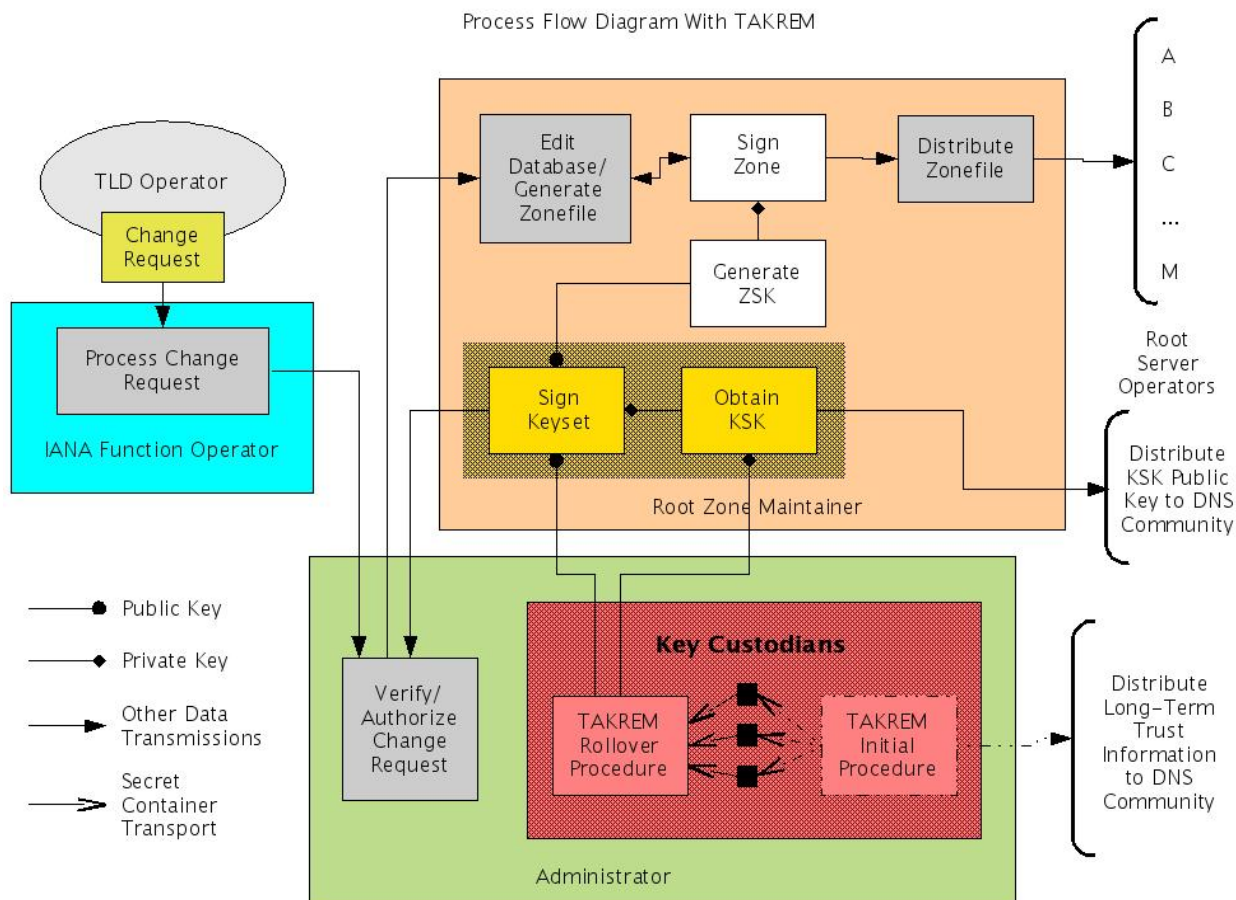 Process Flow Diagram With TAKREM
TLD Operator
Change
Request
Process Change
Request
IANA Function Operator
Edit
Database/
Generate
Zonefile
Sign
Zone
Distribute
Zonefile
Generate
ZSK
Sign
Keyset
Obtain
KSK
Root Zone Maintainer
A
B
C
...
M
Root
Server
Operators
Distribute
KSK Public
Key to DNS
Community
Public Key
Private Key
Other Data
Transmissions
Secret
Container
Transport
Verify/
Authorize
Change
Request
Key Custodians
TAKREM
Rollover
Procedure
TAKREM
Initial
Procedure
Administrator
Distribute
Long-Term
Trust
Information
to DNS
Community